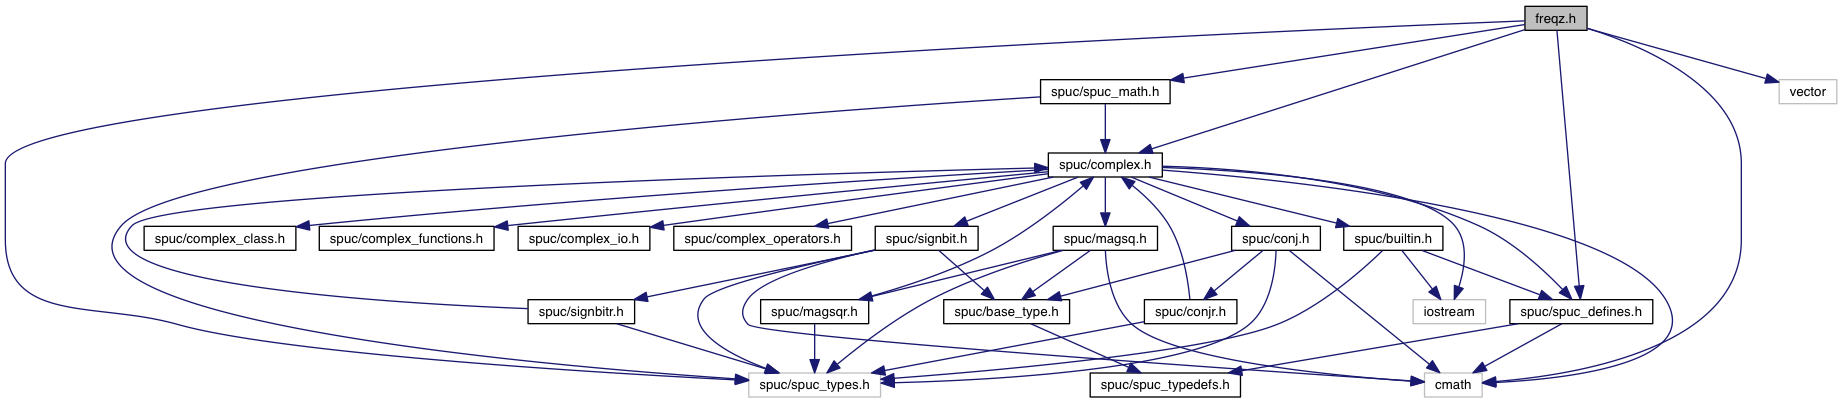 freqz.h
spuc/spuc_math.h
vector
spuc/complex.h
spuc/complex_class.h
spuc/complex_functions.h
spuc/complex_io.h
spuc/complex_operators.h
spuc/signbit.h
spuc/magsq.h
spuc/conj.h
spuc/builtin.h
spuc/signbitr.h
spuc/magsqr.h
spuc/base_type.h
spuc/conjr.h
iostream
spuc/spuc_defines.h
spuc/spuc_types.h
spuc/spuc_typedefs.h
cmath